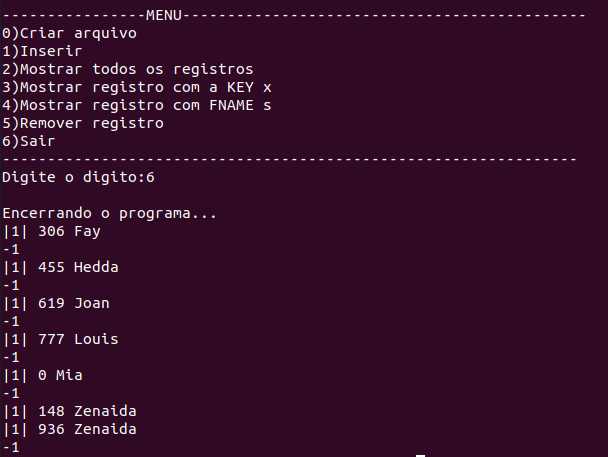 ----------------MENU---------------------------------------------
0)Criar arquivo
1)Inserir
2)Mostrar todos os registros
3)Mostrar registro com a KEY x
4)Mostrar registro com FNAME s
5)Remover registro
6)Sair
----------------------------------------------------------------
Digite o digito:6
Encerrando o programa...
|1| 306 Fay
-1
|1| 455 Hedda
-1
|1| 619 Joan
-1
|1| 777 Louis
-1
|1| 0 Mia
-1
|1| 148 Zenaida
|1| 936 Zenaida
-1